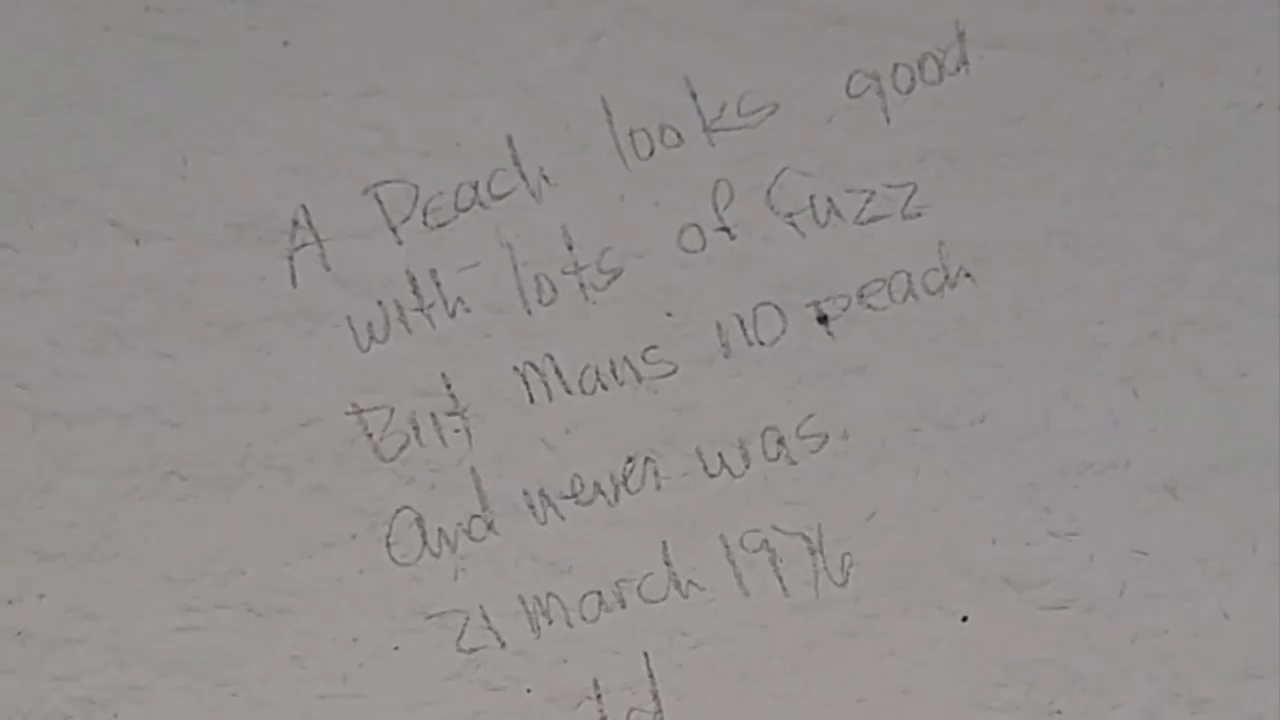 A Peach looks good
with lots of fuzz
But Mans no peach
And never was.
21 March 1976